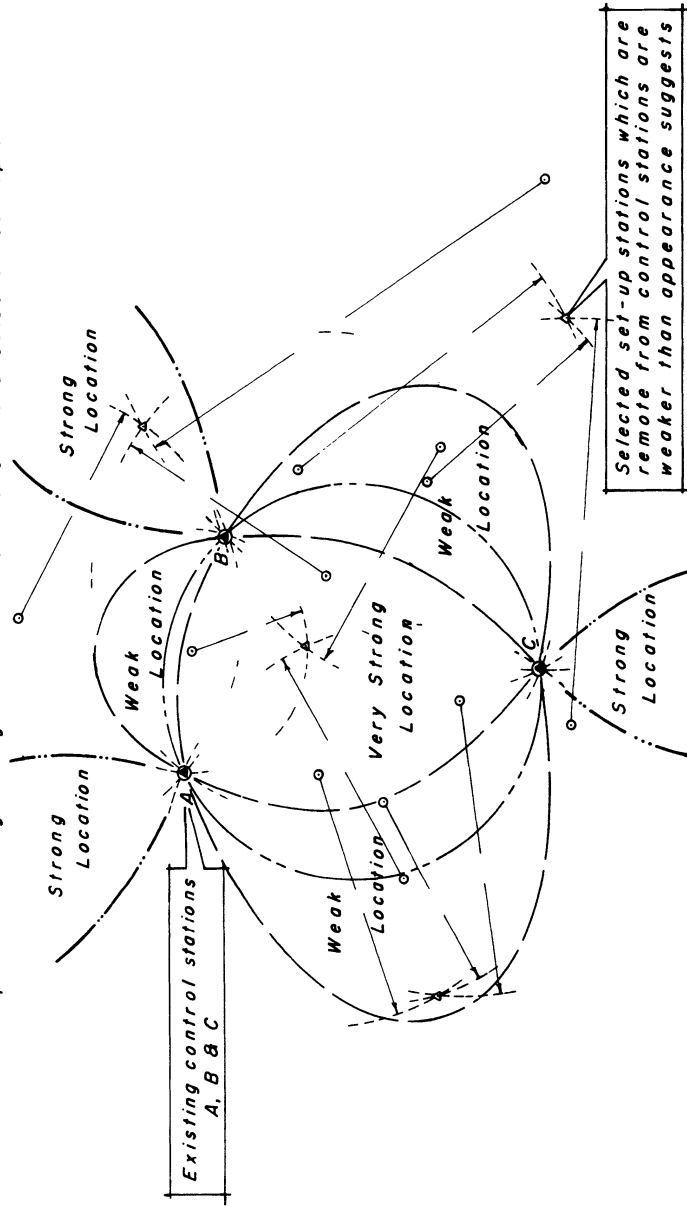 Strong
Location
Strong
Location
Weak
Location
Existing control stations
A, B & C
A
B
Very Strong
Location
Weak
Location
Weak
Location
C
Strong
Location
Selected set-up stations which are
remote from control stations are
weaker than appearance suggests